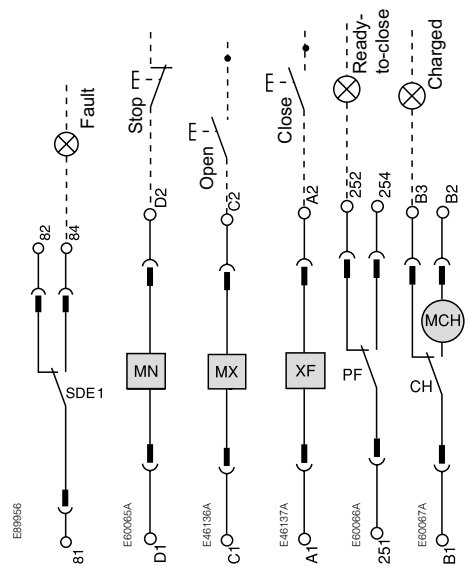 Fault
82
84
SDE1
E89956
81
Stop
D2
MN
E60065A
D1
Open
C2
MX
E46136A
C1
Close
A2
XF
E46137A
A1
Ready-
to-close
252
254
PF
E60066A
251
Charged
B3
B2
MCH
CH
E60067A
B1